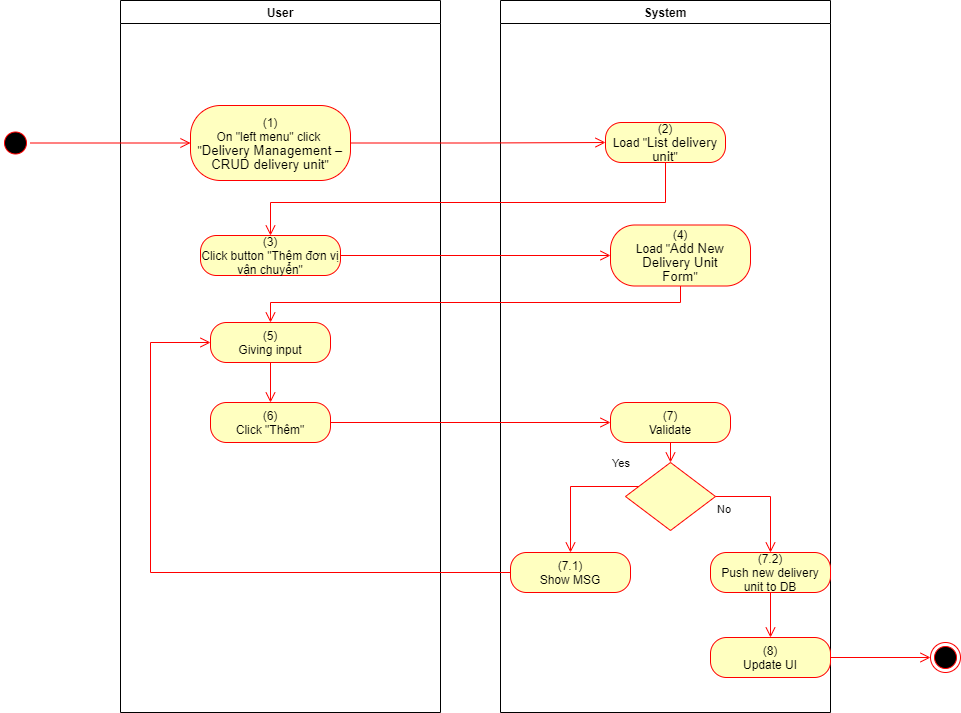 User
System
(1)
On "left menu" click
"Delivery Management –
CRUD delivery unit"
(2)
Load "List delivery
unit"
(3)
Click button "Thêm đơn vị
vân chuyển"
(4)
Load "Add New
Delivery Unit
Form"
(5)
Giving input
(6)
Click "Thêm"
(7)
Validate
Yes
No
(7.1)
Show MSG
(7.2)
Push new delivery
unit to DB
(8)
Update UI